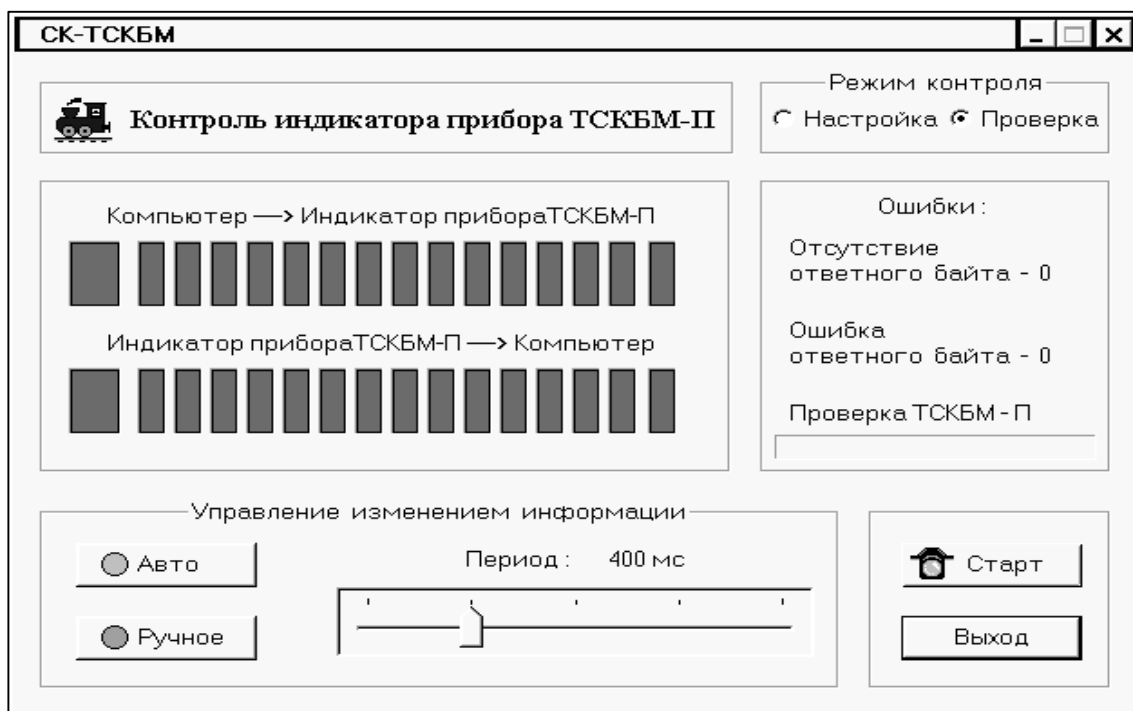 СК-ТСКБМ
Контроль индикатора прибора ТСКБМ-П
Режим контроля
Настройка Проверка
Компьютер —> Индикатор прибораТСКБМ-П
Индикатор прибораТСКБМ-П —> Компьютер
Ошибки :
Отсутствие
ответного байта - 0
Ошибка
ответного байта - 0
Проверка ТСКБМ - П
Управление изменением информации
Авто
Ручное
Период : 400 мс
Старт
Выход